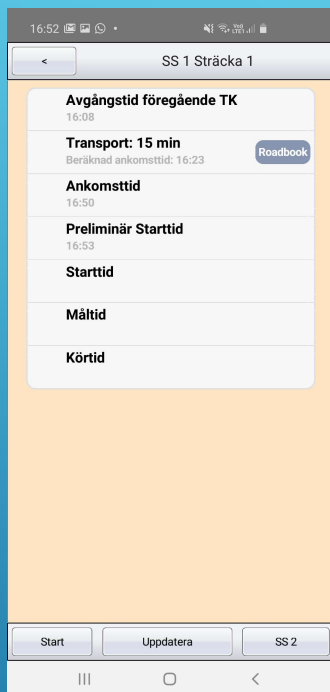 16:52
< SS 1 Sträcka 1
Avgångstid föregående TK
16:08
Transport: 15 min
Beräknad ankomsttid: 16:23
Roadbook
Ankomsttid
16:50
Preliminär Starttid
16:53
Starttid
Måltid
Körtid
Start Uppdatera SS 2